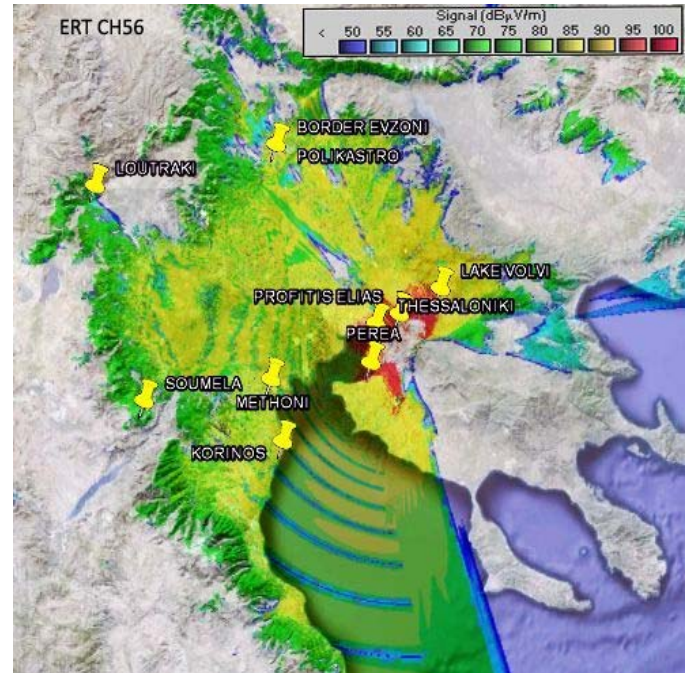 ERT CH56
Signal (dBµV/m)
< 50 55 60 65 70 75 80 85 90 95 100
BORDER EVZONI
POLIKASTRO
LOUTRAKI
LAKE VOLVI
PROFITIS ELIAS
THESSALONIKI
PEREA
SOUMELA
METHONI
KORINOS